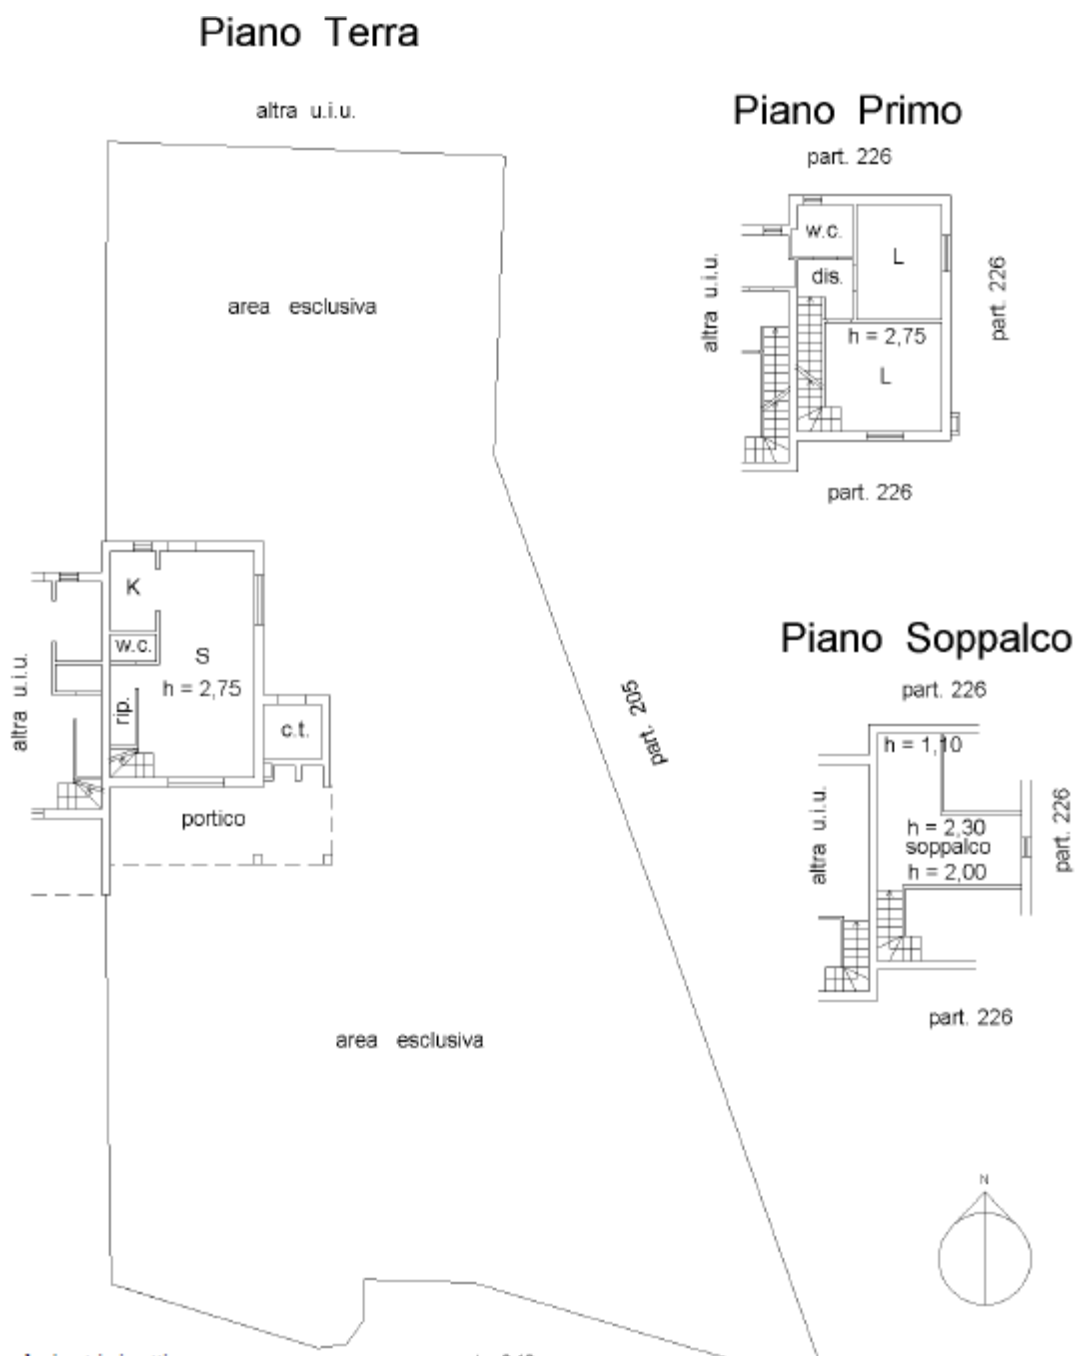 Piano Terra
altra u.i.u.
area esclusiva
K
w.c.
S
h = 2,75
rip.
c.t.
altra u.i.u.
portico
part. 205
area esclusiva
Piano Primo
part. 226
w.c.
L
dis.
altra u.i.u.
part. 226
h = 2,75
L
part. 226
Piano Soppalco
part. 226
h = 1,10
altra u.i.u.
h = 2,30
soppalco
h = 2,00
part. 226
part. 226
N